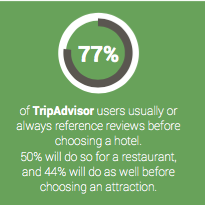 77%
of TripAdvisor users usually or
always reference reviews before
choosing a hotel.
50% will do so for a restaurant,
and 44% will do as well before
choosing an attraction.